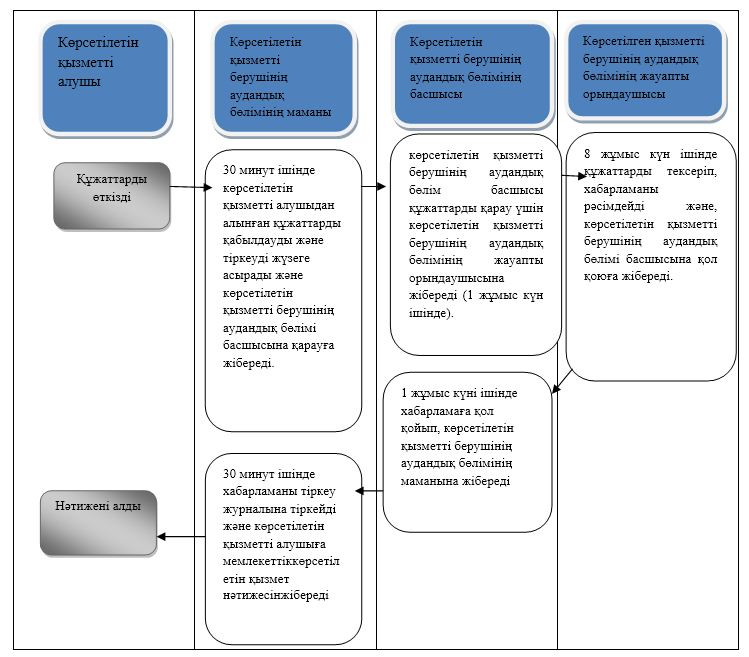 Көрсетілетін
қызметті
алушы
Көрсетілетін
қызметті
берушінің
аудандық
бөлімінің маманы
Көрсетілетін
қызметті берушінің
аудандық бөлімінің
басшысы
Көрсетілген қызметті
берушінің аудандық
бөлімінің жауапты
орындаушысы
Құжаттарды
өткізді
30 минут ішінде
көрсетілетін
қызметті алушыдан
алынған құжаттарды
қабылдауды және
тіркеуді жүзеге
асырады және
көрсетілетін
қызметті берушінің
аудандық бөлімі
басшысына қарауға
жібереді.
көрсетілетін қызметті
берушінің аудандық
бөлім басшысы
құжаттарды қарау үшін
көрсетілетін қызметті
берушінің аудандық
бөлімінің жауапты
орындаушысына
жібереді (1 жұмыс күн
ішінде).
8 жұмыс күн ішінде
құжаттарды тексеріп,
хабарламаны
рәсімдейді және,
көрсетілетін қызметті
берушінің аудандық
бөлімі басшысына қол
қоюға жібереді.
1 жұмыс күні ішінде
хабарламаға қол
қойып, көрсетілетін
қызметті берушінің
аудандық бөлімінің
маманына жібереді
30 минут ішінде
хабарламаны тіркеу
журналына тіркейді
және көрсетілетін
қызметті алушыға
мемлекеттіккөрсетіл
етін қызмет
нәтижесінжібереді
Нәтижені алды